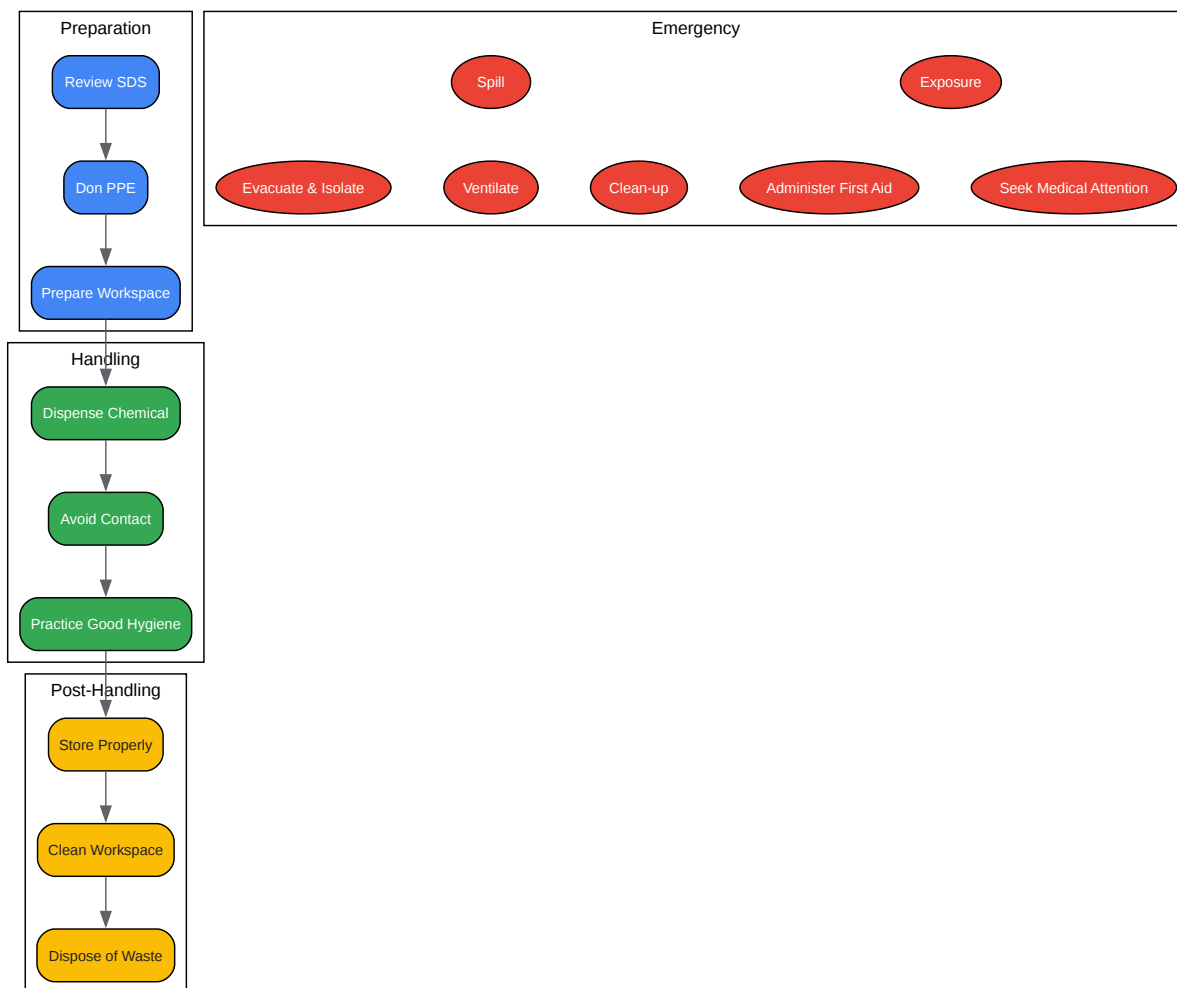 Preparation
Review SDS
Don PPE
Prepare Workspace
Emergency
Spill
Exposure
Evacuate & Isolate
Ventilate
Clean-up
Administer First Aid
Seek Medical Attention
Handling
Dispense Chemical
Avoid Contact
Practice Good Hygiene
Post-Handling
Store Properly
Clean Workspace
Dispose of Waste